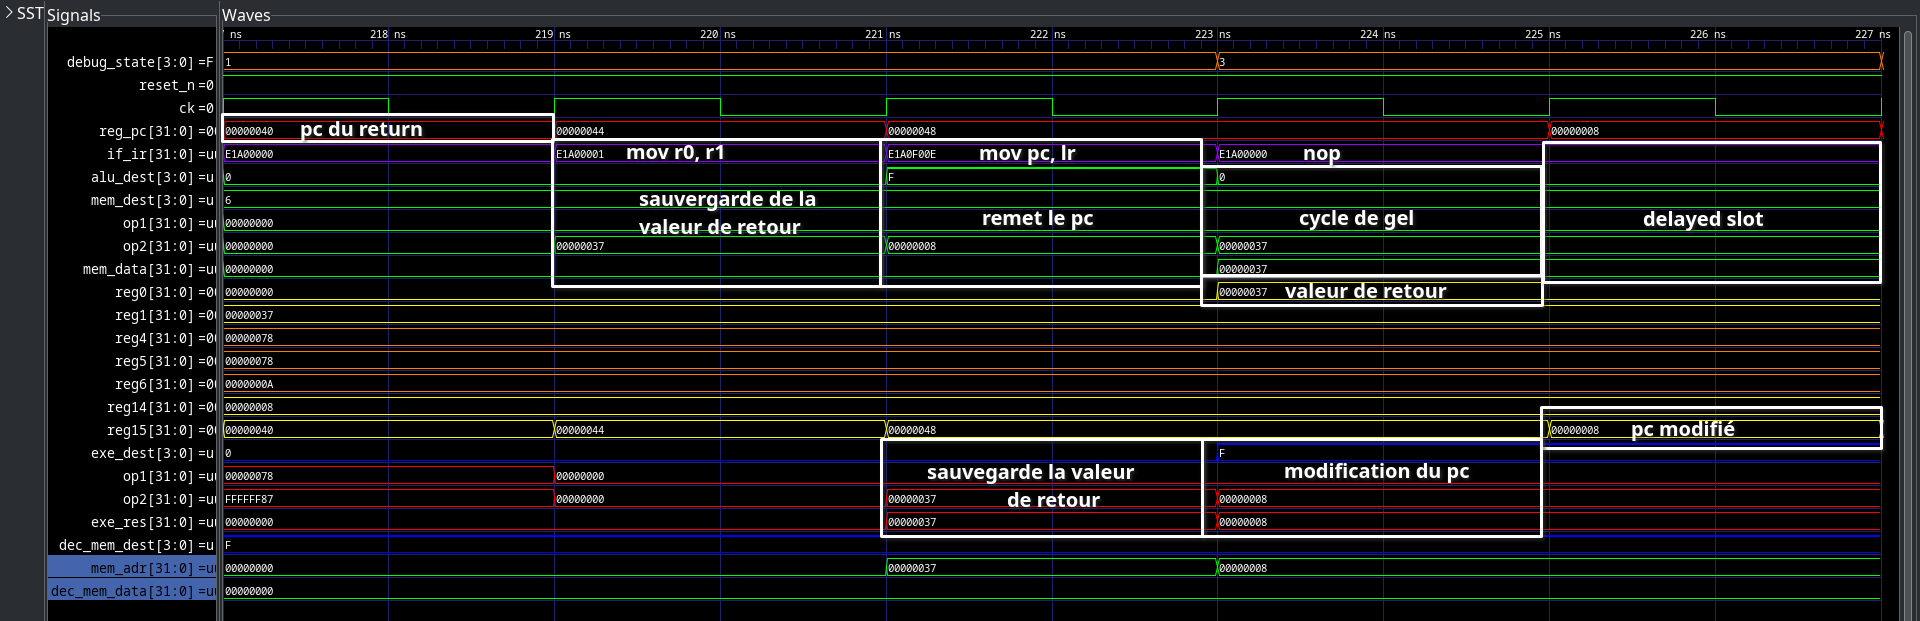 SST Signals Waves
ns 218 ns 219 ns 220 ns 221 ns 222 ns 223 ns 224 ns 225 ns 226 ns 227 ns
debug_state[3:0] =F 1 3
reset_n=0
ck=0
reg_pc[31:0] =0 00000040 pc du return 00000044 00000048 00000008
if_ir[31:0] =u E1A00000 E1A00001 mov r0, r1 E1A0F00E mov pc, lr E1A00000 nop
alu_dest[3:0] =u 0 F 0
mem_dest[3:0] =u 6 sauvergarde de la
op1[31:0] =u 00000000 valeur de retour remet le pc cycle de gel delayed slot
op2[31:0] =u 00000000 00000037 00000008 00000037
mem_data[31:0] =u 00000000 00000037
reg0[31:0] =0 00000000 00000037 valeur de retour
reg1[31:0] =0 00000037
reg4[31:0] =0 00000078
reg5[31:0] =0 00000078
reg6[31:0] =0 0000000A
reg14[31:0] =0 00000008
reg15[31:0] =0 00000040 00000044 00000048 00000008 pc modifié
exe_dest[3:0] =u 0 F
op1[31:0] =u 00000078 00000000 sauvegarde la valeur modification du pc
op2[31:0] =u FFFFFF87 00000000 00000037 de retour 00000008
exe_res[31:0] =u 00000000 00000037 00000008
dec_mem_dest[3:0] =u F
mem_adr[31:0] =u 00000000 00000037 00000008
dec_mem_data[31:0] =u 00000000